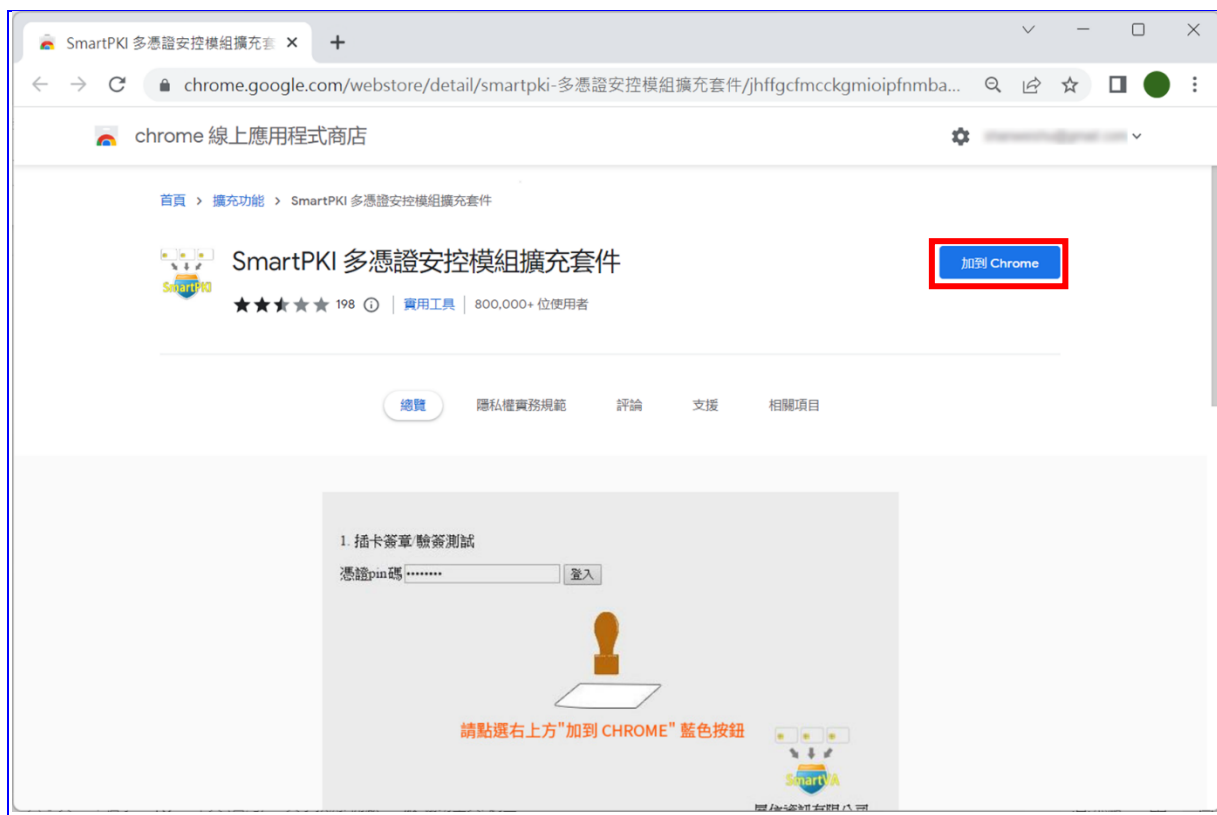 SmartPKI 多憑證安控模組擴充套
chrome.google.com/webstore/detail/smartpki-多憑證安控模組擴充套件/jhffgcfmcckgmioipfnmba...
chrome 線上應用程式商店
首頁 > 擴充功能 > SmartPKI 多憑證安控模組擴充套件
SmartPKI
SmartPKI 多憑證安控模組擴充套件
加到 Chrome
198 實用工具 800,000+ 位使用者
總覽 隱私權實務規範 評論 支援 相關項目
1. 插卡簽章/驗簽測試
憑證pin碼 •••••••• 登入
請點選右上方"加到 CHROME" 藍色按鈕
SmartVA